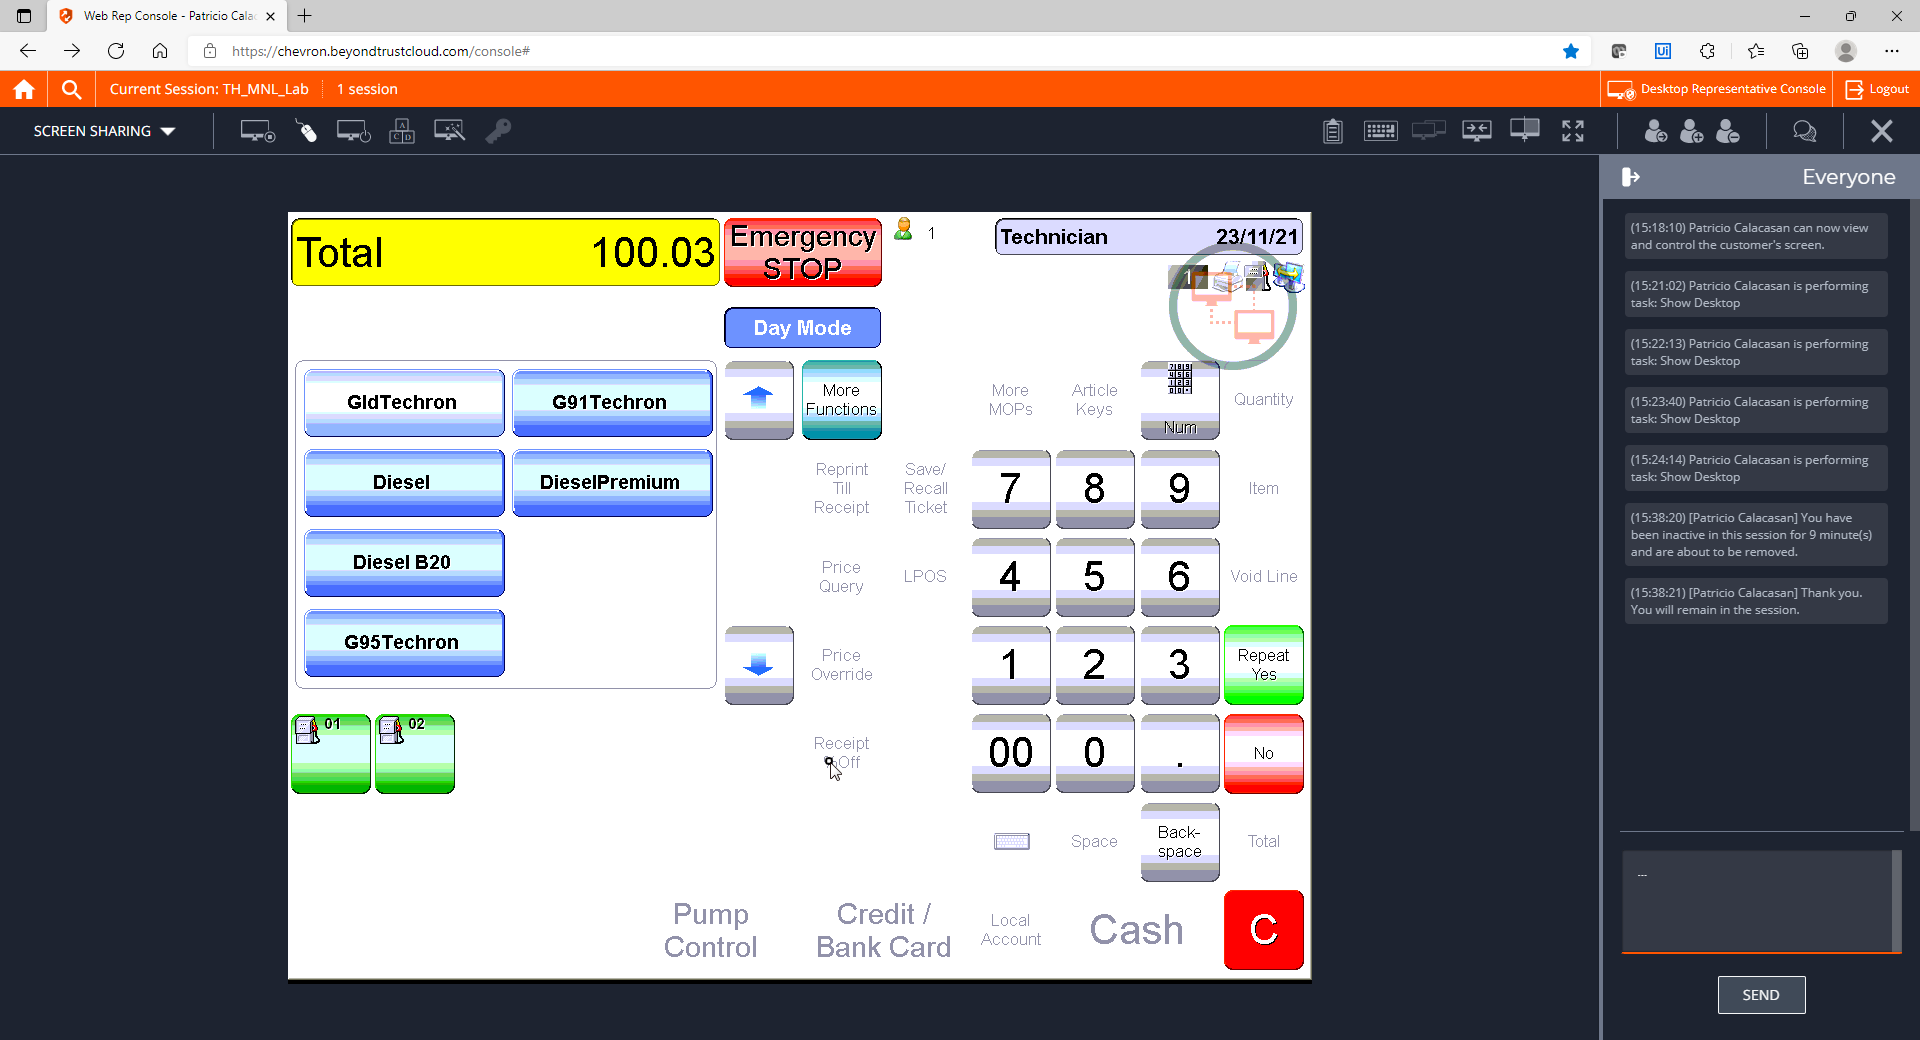 Web Rep Console - Patricio Cala
https://chevron.beyondtrustcloud.com/console#
Current Session: TH_MNL_Lab
1 session
Desktop Representative Console
Logout
SCREEN SHARING
Everyone
Total 100.03
Emergency
STOP
1
Technician 23/11/21
1
Day Mode
GldTechron
G91Techron
Diesel
DieselPremium
Diesel B20
G95Techron
01
02
More
Functions
More
MOPs
Article
Keys
Num
Quantity
Reprint
Till
Receipt
Save/
Recall
Ticket
7
8
9
Item
Price
Query
LPOS
4
5
6
Void Line
Price
Override
1
2
3
Repeat
Yes
Receipt
Off
00
0
.
No
Space
Back-
space
Total
Pump
Control
Credit /
Bank Card
Local
Account
Cash
C
(15:18:10) Patricio Calacasan can now view
and control the customer's screen.
(15:21:02) Patricio Calacasan is performing
task: Show Desktop
(15:22:13) Patricio Calacasan is performing
task: Show Desktop
(15:23:40) Patricio Calacasan is performing
task: Show Desktop
(15:24:14) Patricio Calacasan is performing
task: Show Desktop
(15:38:20) [Patricio Calacasan] You have
been inactive in this session for 9 minute(s)
and are about to be removed.
(15:38:21) [Patricio Calacasan] Thank you.
You will remain in the session.
...
SEND